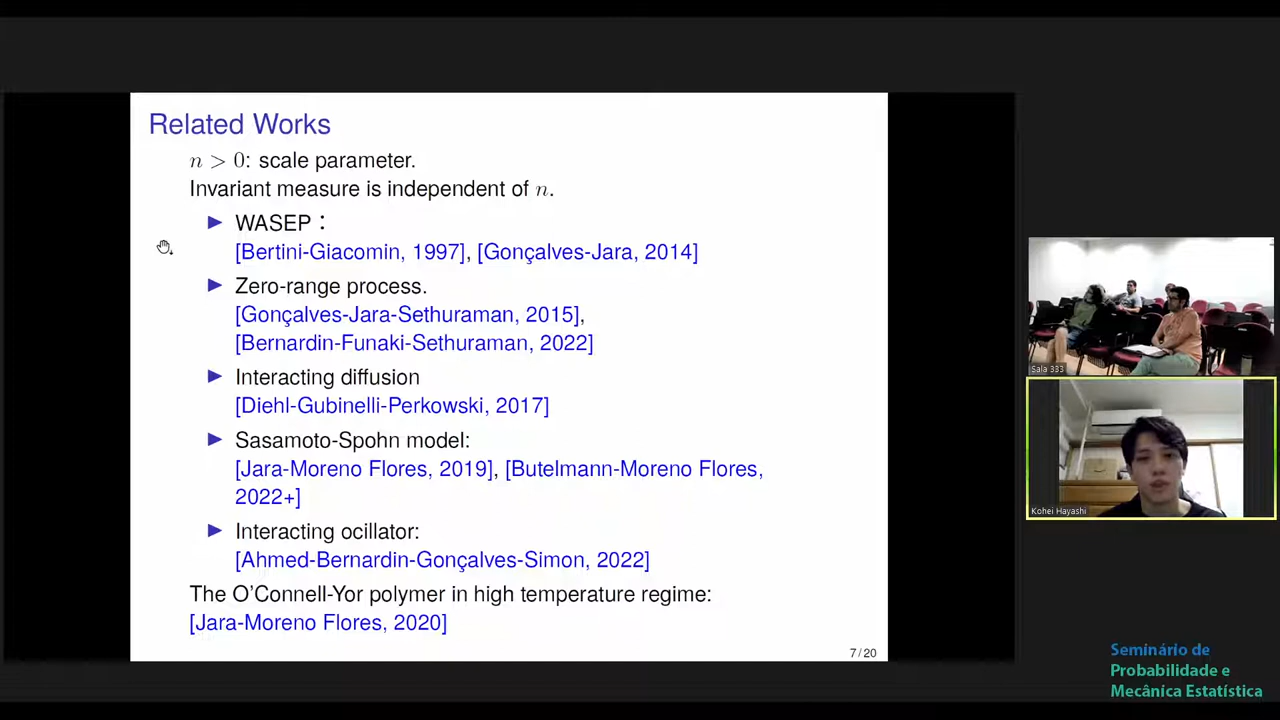 Related Works
n > 0: scale parameter.
Invariant measure is independent of n.
▶ WASEP：
[Bertini-Giacomin, 1997], [Gonçalves-Jara, 2014]
▶ Zero-range process.
[Gonçalves-Jara-Sethuraman, 2015],
[Bernardin-Funaki-Sethuraman, 2022]
▶ Interacting diffusion
[Diehl-Gubinelli-Perkowski, 2017]
▶ Sasamoto-Spohn model:
[Jara-Moreno Flores, 2019], [Butelmann-Moreno Flores,
2022+]
▶ Interacting ocillator:
[Ahmed-Bernardin-Gonçalves-Simon, 2022]
The O'Connell-Yor polymer in high temperature regime:
[Jara-Moreno Flores, 2020]
7 / 20
Sala 333
Kohei Hayashi
Seminário de
Probabilidade e
Mecânica Estatística